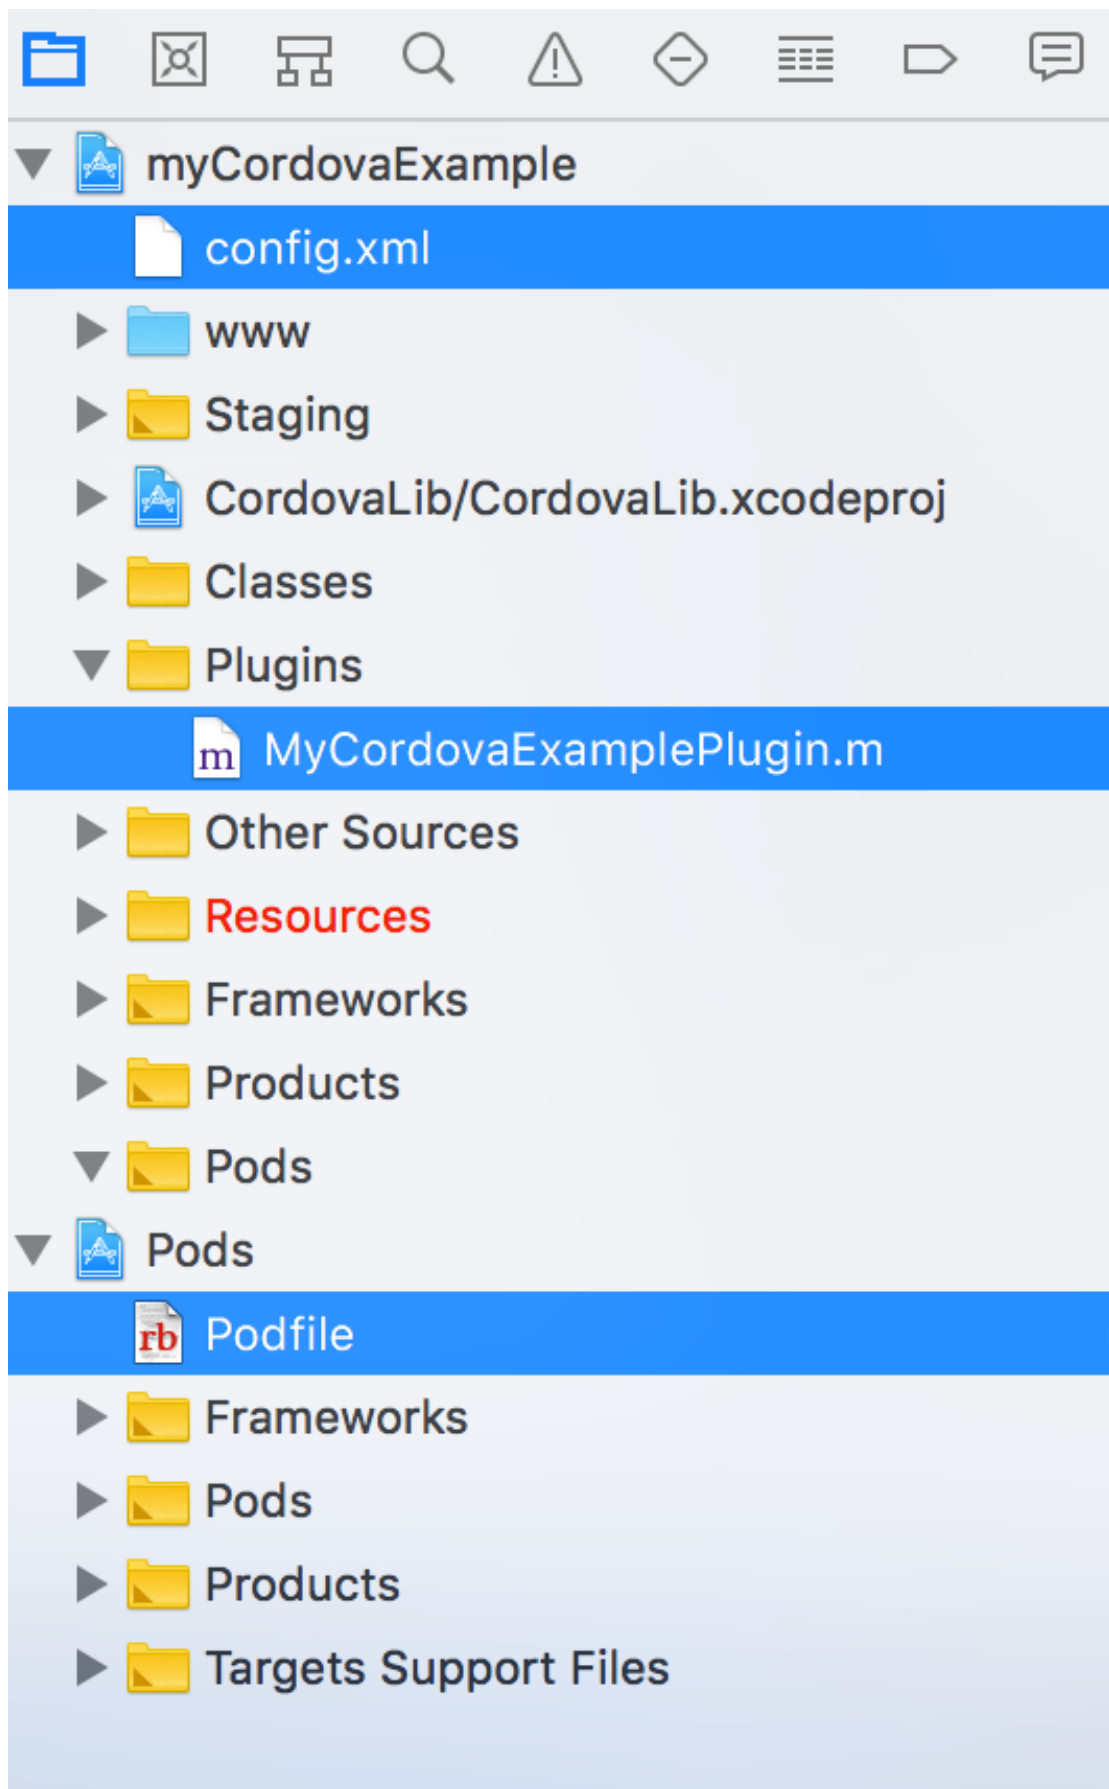 myCordovaExample
config.xml
www
Staging
CordovaLib/CordovaLib.xcodeproj
Classes
Plugins
m MyCordovaExamplePlugin.m
Other Sources
Resources
Frameworks
Products
Pods
Pods
rb Podfile
Frameworks
Pods
Products
Targets Support Files